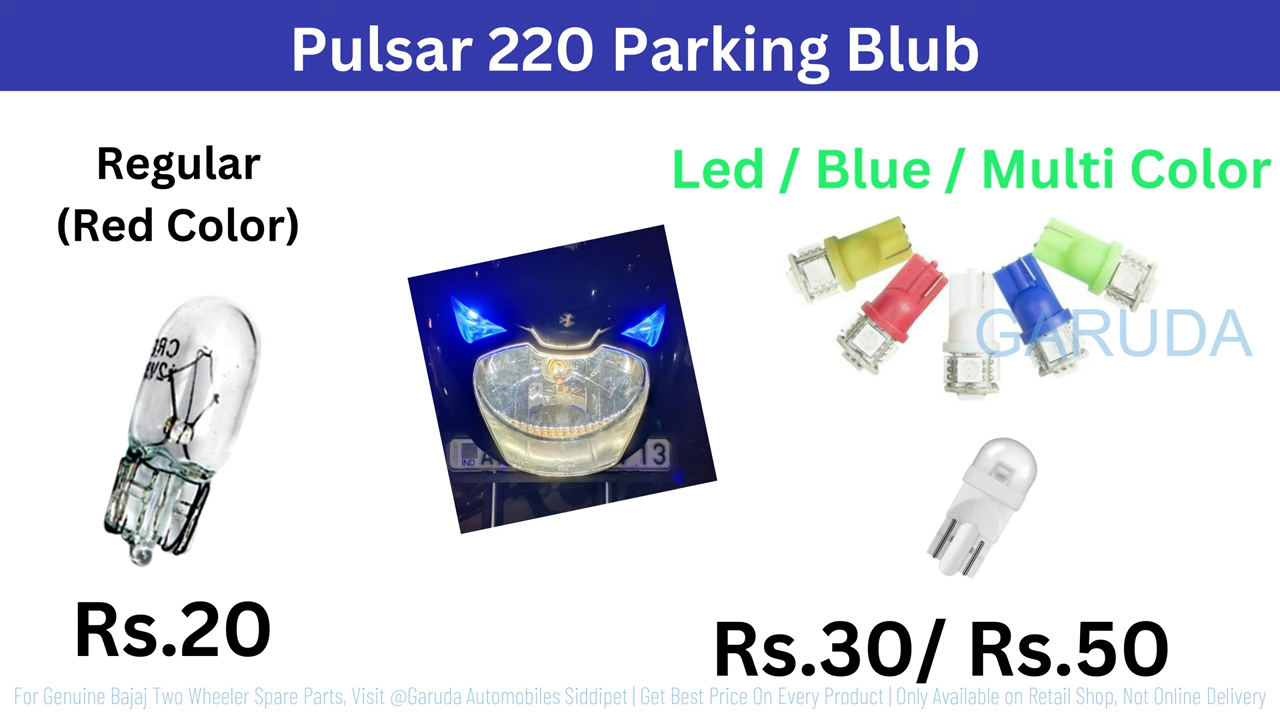 Pulsar 220 Parking Blub
Regular
(Red Color)
Led / Blue / Multi Color
GARUDA
IND
13
Rs.20
Rs.30/ Rs.50
For Genuine Bajaj Two Wheeler Spare Parts, Visit @Garuda Automobiles Siddipet | Get Best Price On Every Product | Only Available on Retail Shop, Not Online Delivery